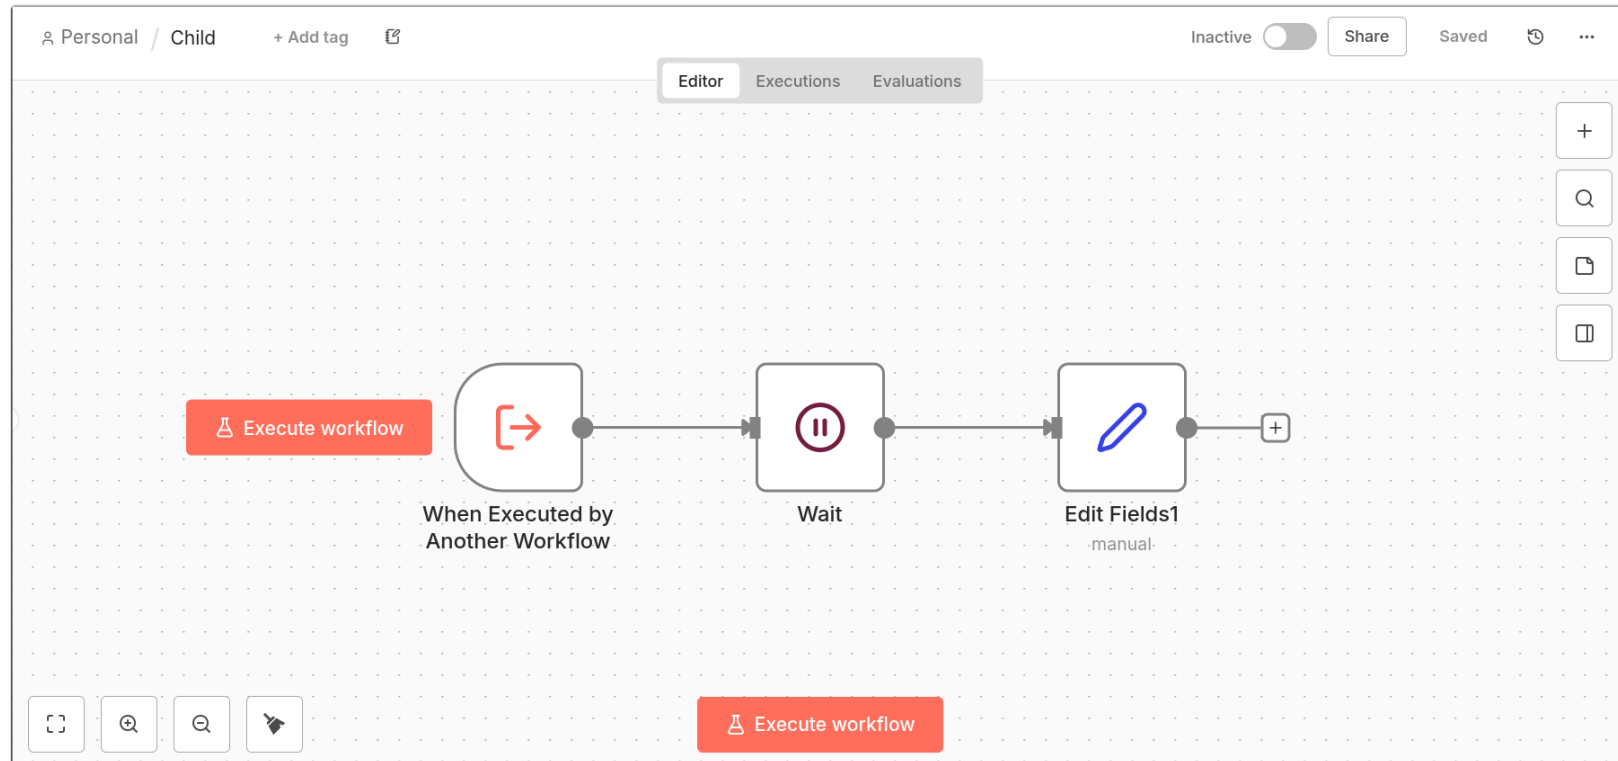 Personal / Child + Add tag
Inactive Share Saved
Editor Executions Evaluations
Execute workflow
When Executed by
Another Workflow
Wait
Edit Fields1
manual
Execute workflow